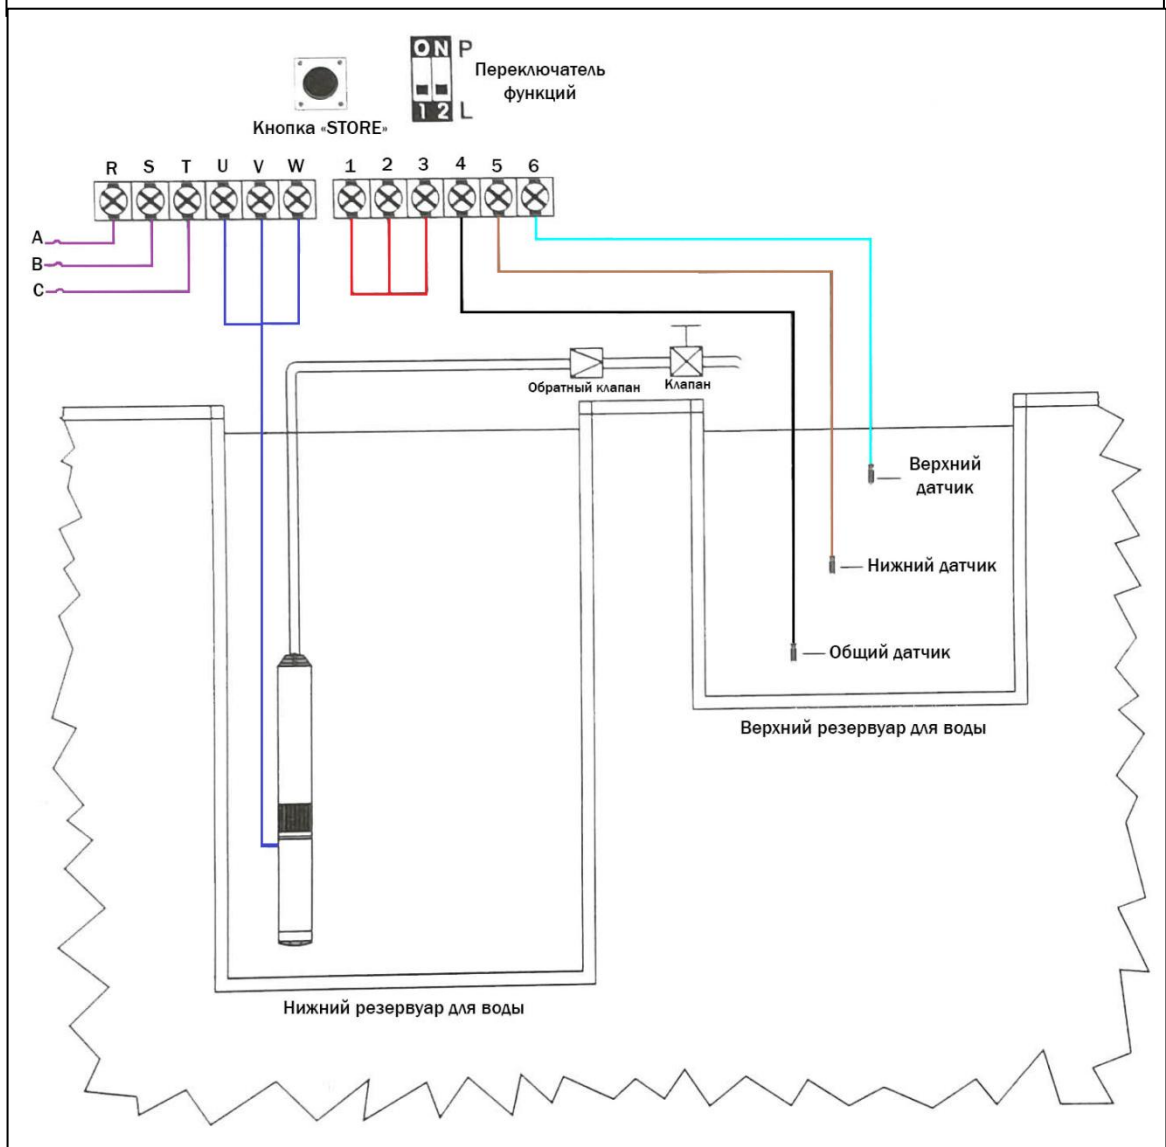 ON P
Переключатель
функций
1 2 L
Кнопка «STORE»
R S T U V W 1 2 3 4 5 6
A
B
C
Обратный клапан
Клапан
Верхний
датчик
Нижний датчик
Общий датчик
Верхний резервуар для воды
Нижний резервуар для воды